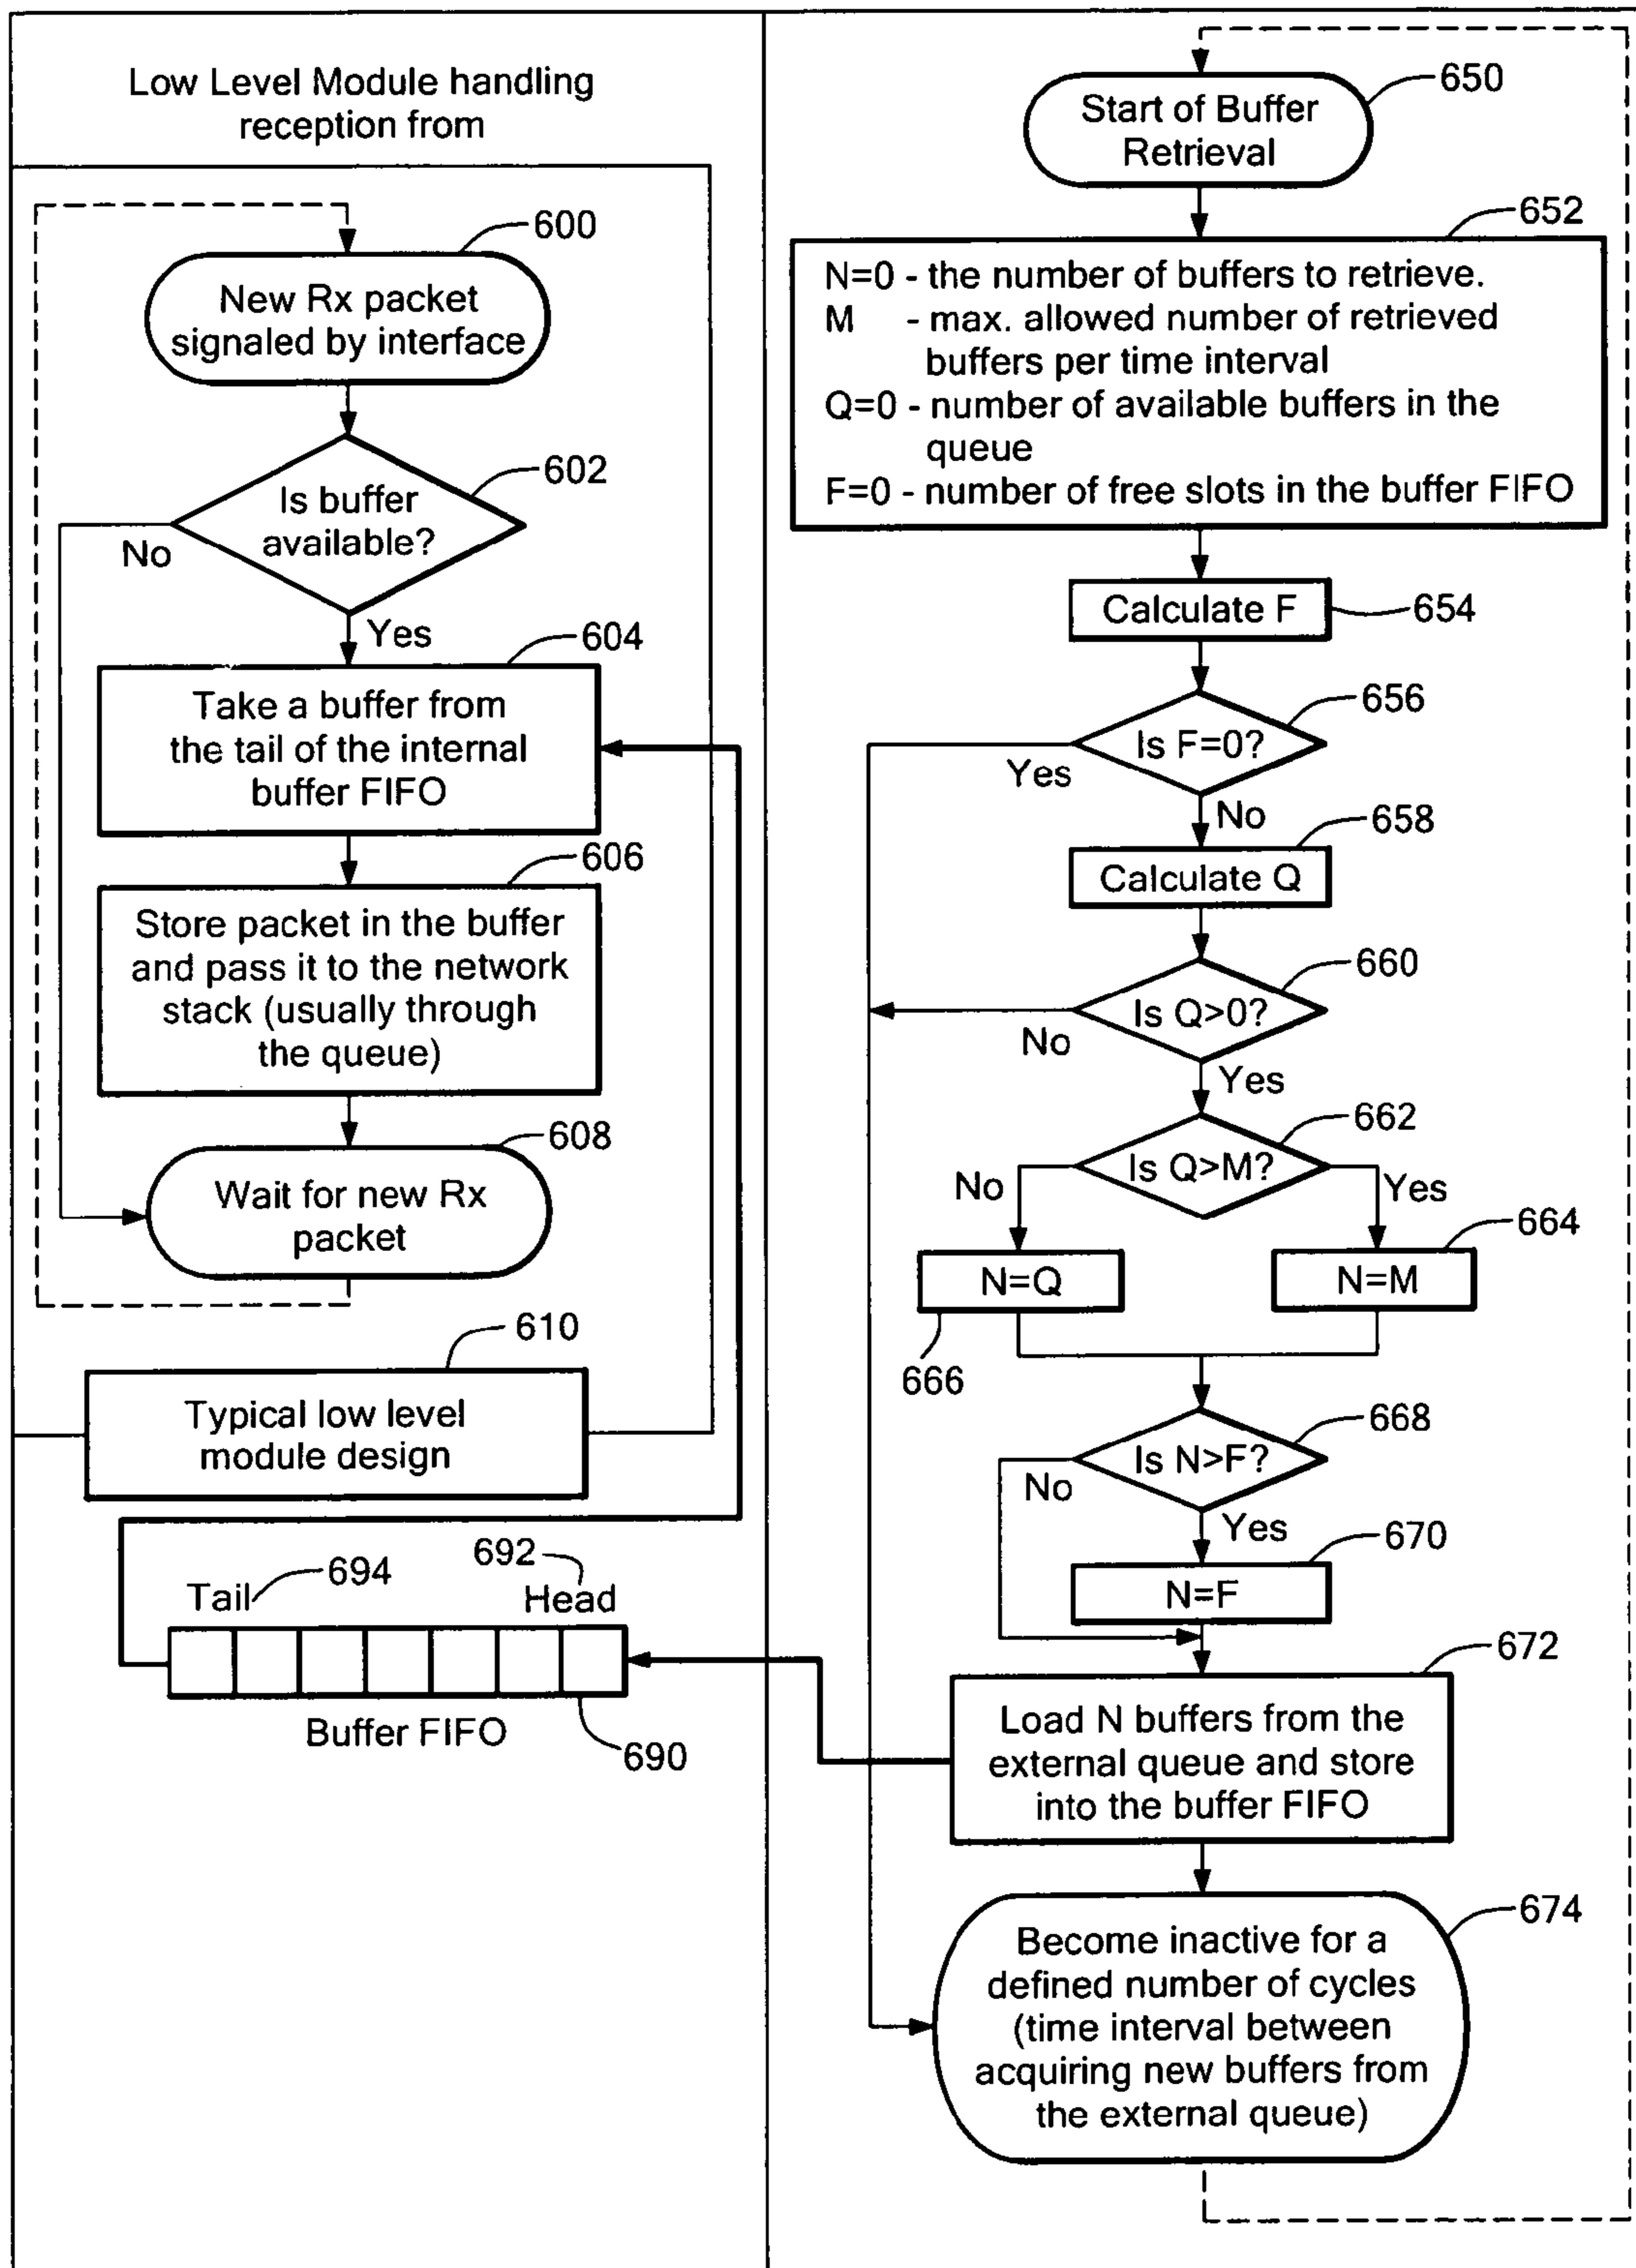 Low Level Module handling
reception from
600
New Rx packet
signaled by interface
602
Is buffer
available?
No
Yes
604
Take a buffer from
the tail of the internal
buffer FIFO
606
Store packet in the buffer
and pass it to the network
stack (usually through
the queue)
608
Wait for new Rx
packet
610
Typical low level
module design
Tail
694
692
Head
Buffer FIFO
690
650
Start of Buffer
Retrieval
652
N=0 - the number of buffers to retrieve.
M - max. allowed number of retrieved
buffers per time interval
Q=0 - number of available buffers in the
queue
F=0 - number of free slots in the buffer FIFO
Calculate F
654
656
Is F=0?
Yes
No
658
Calculate Q
660
Is Q>0?
No
Yes
662
Is Q>M?
No
Yes
664
N=Q
N=M
666
668
Is N>F?
No
Yes
670
N=F
672
Load N buffers from the
external queue and store
into the buffer FIFO
674
Become inactive for a
defined number of cycles
(time interval between
acquiring new buffers from
the external queue)